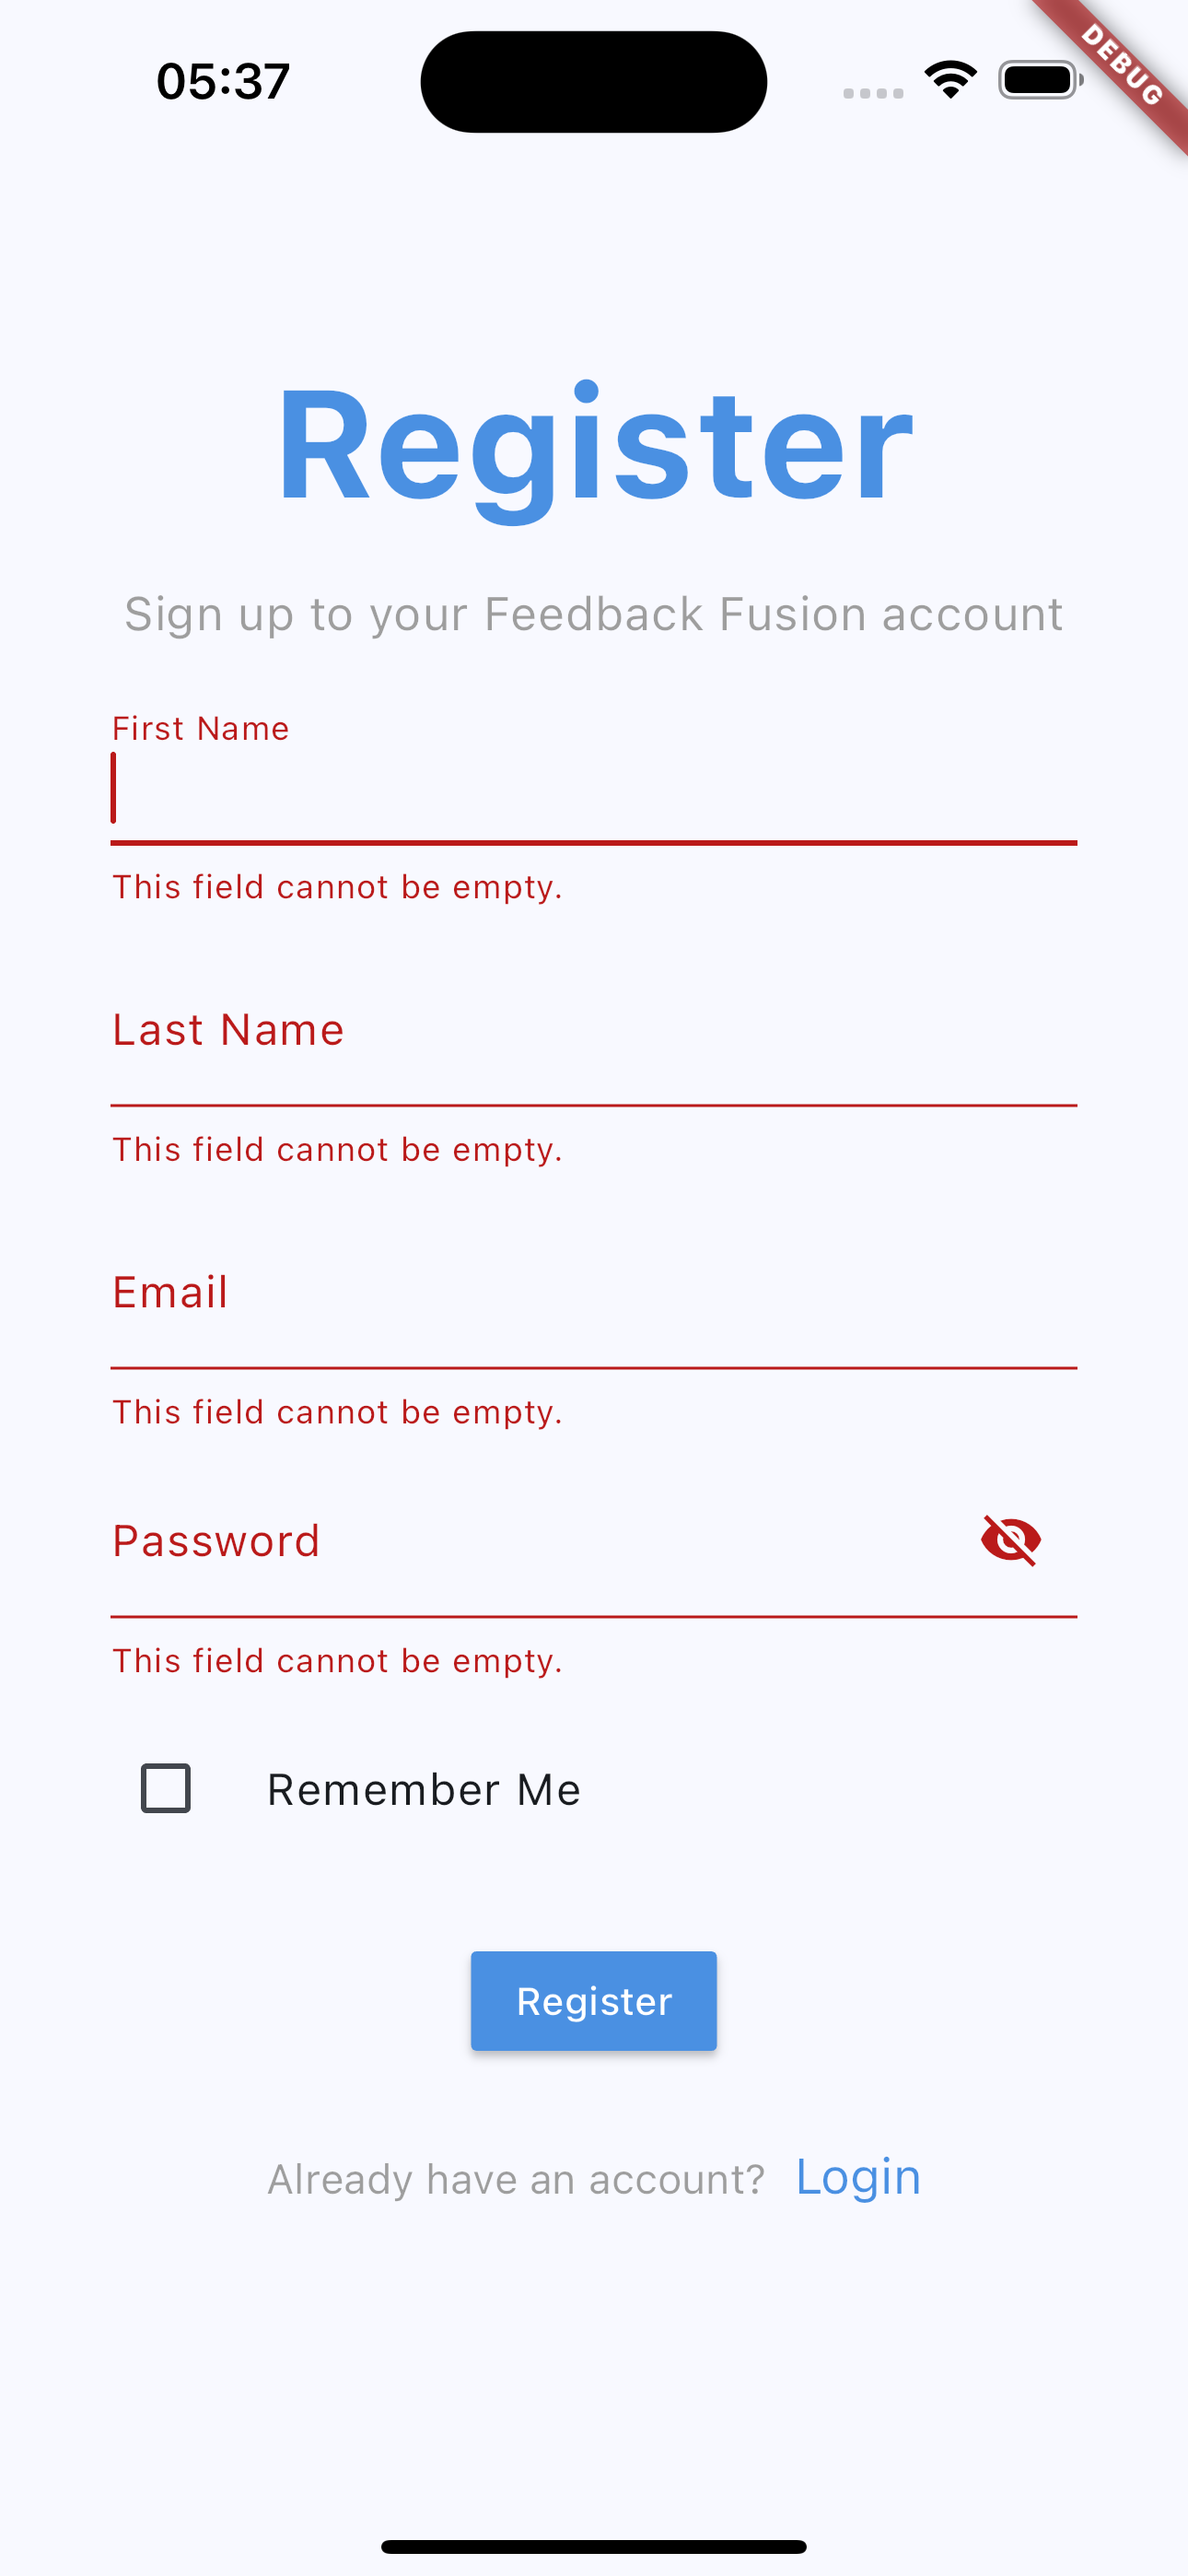 05:37
DEBUG
Register
Sign up to your Feedback Fusion account
First Name
This field cannot be empty.
Last Name
This field cannot be empty.
Email
This field cannot be empty.
Password
This field cannot be empty.
Remember Me
Register
Already have an account? Login